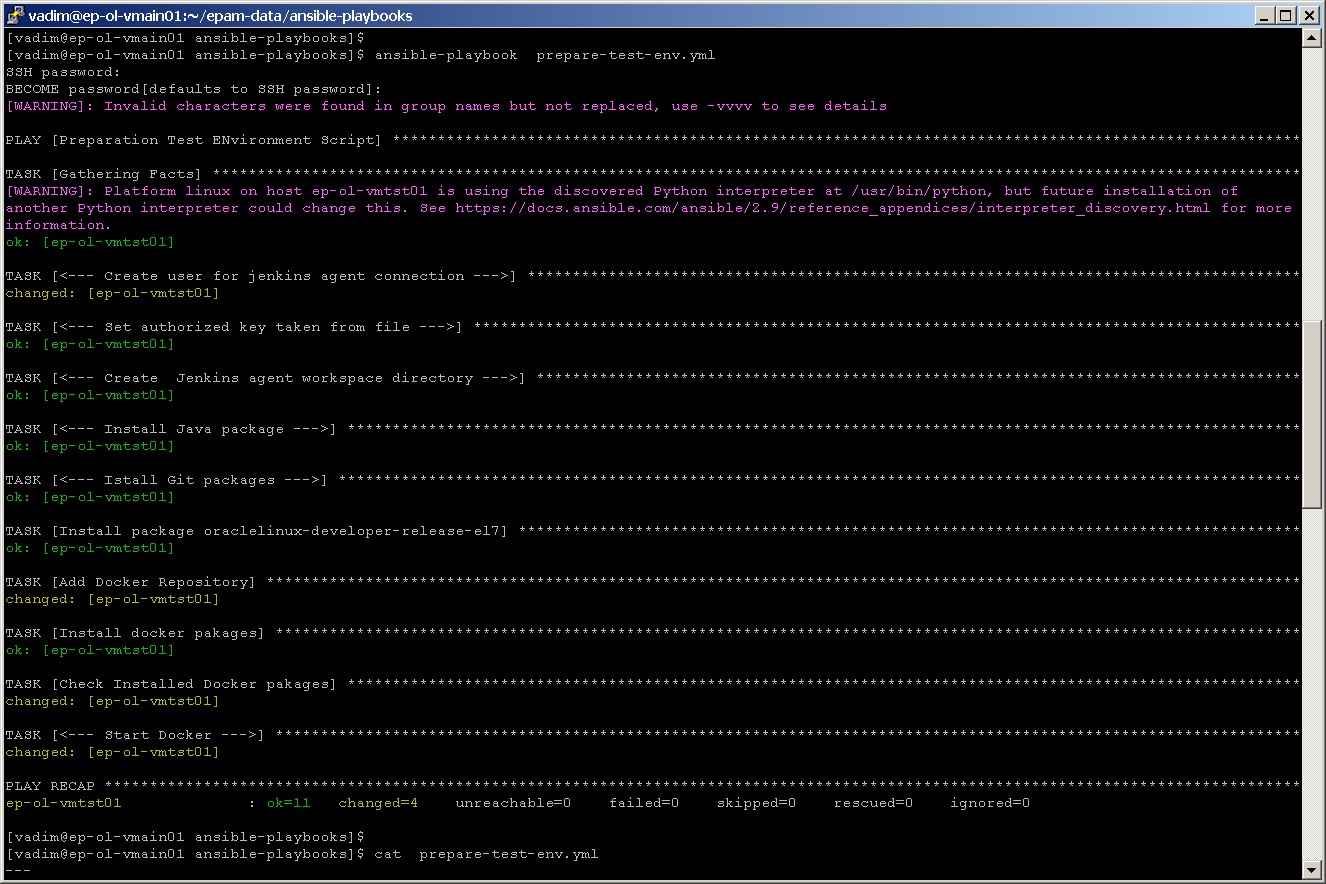 vadim@ep-ol-vmain01:~/epam-data/ansible-playbooks
[vadim@ep-ol-vmain01 ansible-playbooks]$
[vadim@ep-ol-vmain01 ansible-playbooks]$ ansible-playbook  prepare-test-env.yml
SSH password:
BECOME password[defaults to SSH password]:
[WARNING]: Invalid characters were found in group names but not replaced, use -vvvv to see details
PLAY [Preparation Test ENvironment Script] *****************************************************************************************************
TASK [Gathering Facts] *************************************************************************************************************************
[WARNING]: Platform linux on host ep-ol-vmtst01 is using the discovered Python interpreter at /usr/bin/python, but future installation of
another Python interpreter could change this. See https://docs.ansible.com/ansible/2.9/reference_appendices/interpreter_discovery.html for more
information.
ok: [ep-ol-vmtst01]
TASK [<--- Create user for jenkins agent connection --->] **************************************************************************************
changed: [ep-ol-vmtst01]
TASK [<--- Set authorized key taken from file --->] ********************************************************************************************
ok: [ep-ol-vmtst01]
TASK [<--- Create  Jenkins agent workspace directory --->] *************************************************************************************
ok: [ep-ol-vmtst01]
TASK [<--- Install Java package --->] **********************************************************************************************************
ok: [ep-ol-vmtst01]
TASK [<--- Istall Git packages --->] ***********************************************************************************************************
ok: [ep-ol-vmtst01]
TASK [Install package oraclelinux-developer-release-el7] ***************************************************************************************
ok: [ep-ol-vmtst01]
TASK [Add Docker Repository] *******************************************************************************************************************
changed: [ep-ol-vmtst01]
TASK [Install docker pakages] ******************************************************************************************************************
ok: [ep-ol-vmtst01]
TASK [Check Installed Docker pakages] **********************************************************************************************************
changed: [ep-ol-vmtst01]
TASK [<--- Start Docker --->] ******************************************************************************************************************
changed: [ep-ol-vmtst01]
PLAY RECAP *************************************************************************************************************************************
ep-ol-vmtst01              : ok=11   changed=4    unreachable=0    failed=0    skipped=0    rescued=0    ignored=0
[vadim@ep-ol-vmain01 ansible-playbooks]$
[vadim@ep-ol-vmain01 ansible-playbooks]$ cat  prepare-test-env.yml
---